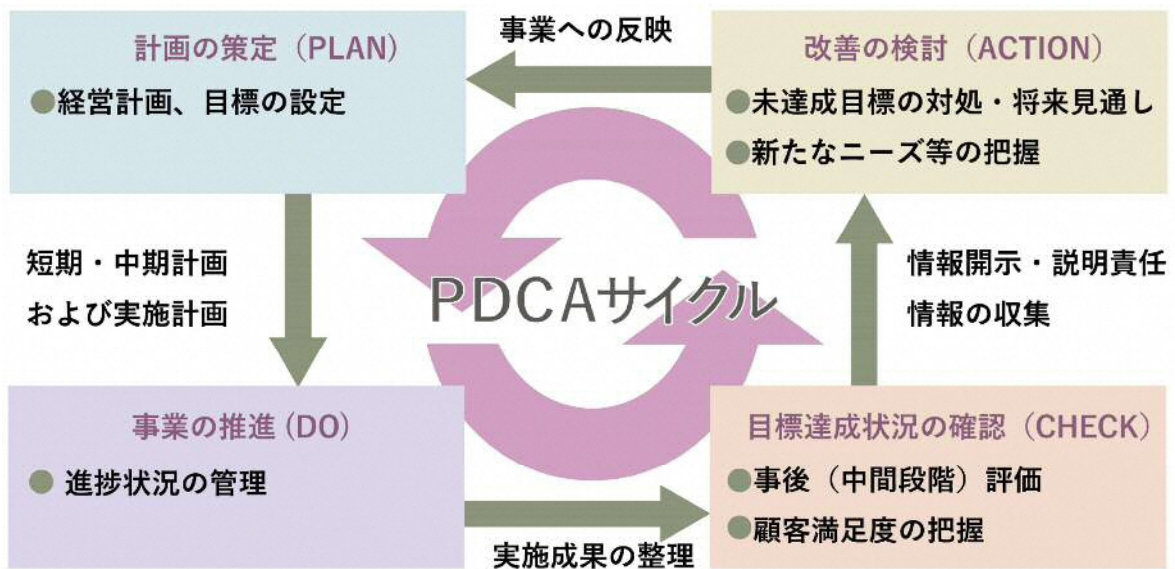 計画の策定（PLAN）
●経営計画、目標の設定
事業への反映
改善の検討（ACTION）
●未達成目標の対処・将来見通し
●新たなニーズ等の把握
短期・中期計画
および実施計画
PDCAサイクル
情報開示・説明責任
情報の収集
事業の推進(DO)
● 進捗状況の管理
実施成果の整理
目標達成状況の確認（CHECK）
●事後（中間段階）評価
●顧客満足度の把握